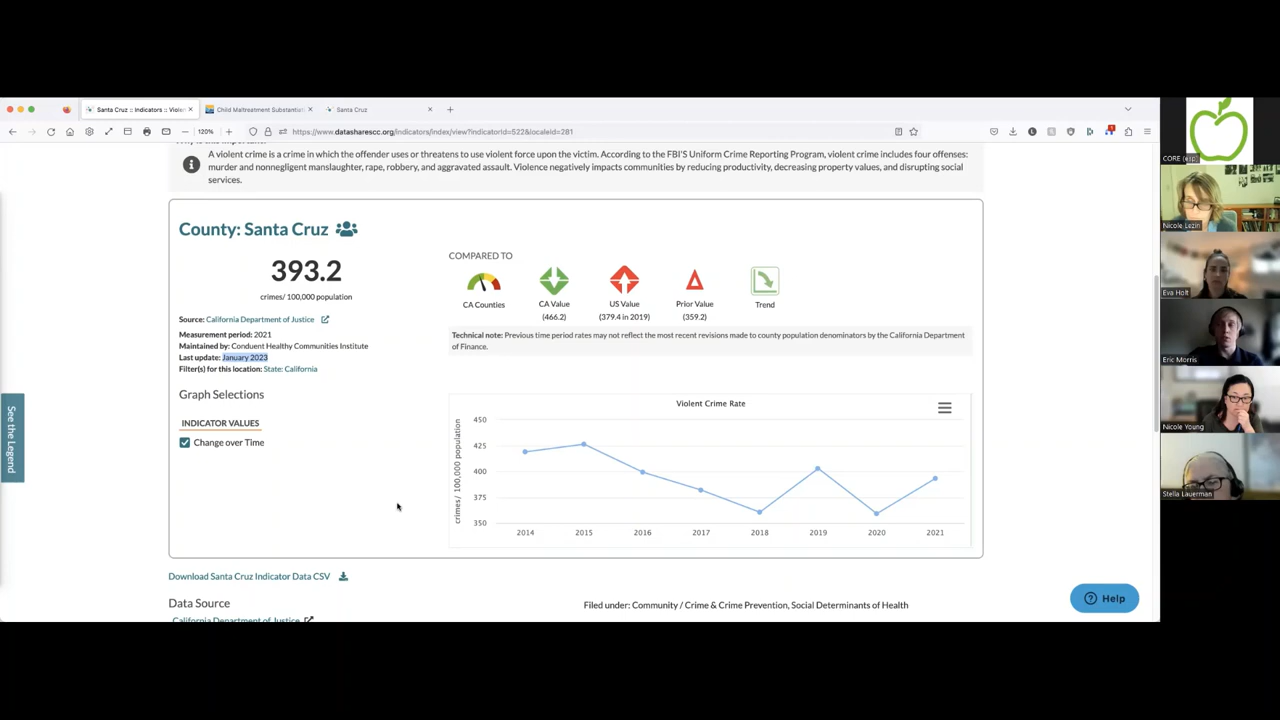 Santa Cruz :: Indicators :: Violen
Child Maltreatment Substantiat
Santa Cruz
120%
https://www.datasharescc.org/indicators/index/view?indicatorId=522&localeId=281
A violent crime is a crime in which the offender uses or threatens to use violent force upon the victim. According to the FBI'S Uniform Crime Reporting Program, violent crime includes four offenses:
murder and nonnegligent manslaughter, rape, robbery, and aggravated assault. Violence negatively impacts communities by reducing productivity, decreasing property values, and disrupting social
services.
County: Santa Cruz
393.2
crimes/ 100,000 population
Source: California Department of Justice
Measurement period: 2021
Maintained by: Conduent Healthy Communities Institute
Last update: January 2023
Filter(s) for this location: State: California
COMPARED TO
CA Counties
CA Value
(466.2)
US Value
(379.4 in 2019)
Prior Value
(359.2)
Trend
Technical note: Previous time period rates may not reflect the most recent revisions made to county population denominators by the California Department
of Finance.
Graph Selections
INDICATOR VALUES
Change over Time
Violent Crime Rate
crimes/ 100,000 population
450
425
400
375
350
2014 2015 2016 2017 2018 2019 2020 2021
Download Santa Cruz Indicator Data CSV
Data Source
California Department of Justice
Filed under: Community / Crime & Crime Prevention, Social Determinants of Health
See the Legend
Help
Nicole Lezin
Eva Holt
Eric Morris
Nicole Young
Stella Lauerman